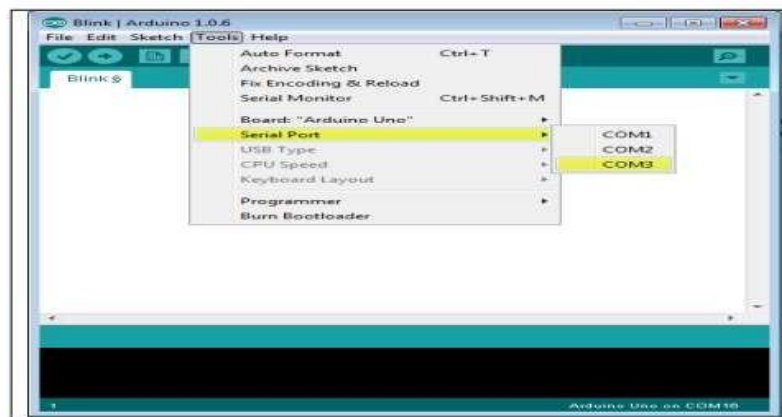 Blink | Arduino 1.0.6
File Edit Sketch Tools Help
Blink §
Auto Format Ctrl+T
Archive Sketch
Fix Encoding & Reload
Serial Monitor Ctrl+Shift+M
Board: "Arduino Uno"
Serial Port
USB Type
CPU Speed
Keyboard Layout
Programmer
Burn Bootloader
COM1
COM2
COM3
1 Arduino Uno on COM16